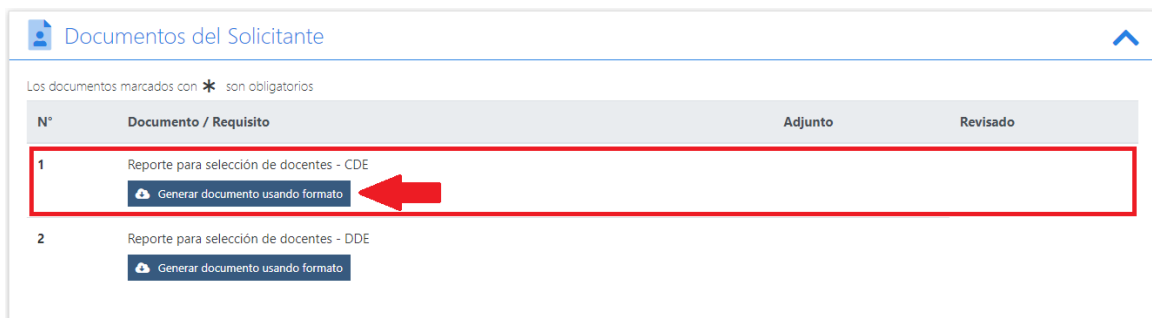 Documentos del Solicitante
Los documentos marcados con * son obligatorios
N° Documento / Requisito Adjunto Revisado
1 Reporte para selección de docentes - CDE
Generar documento usando formato
2 Reporte para selección de docentes - DDE
Generar documento usando formato